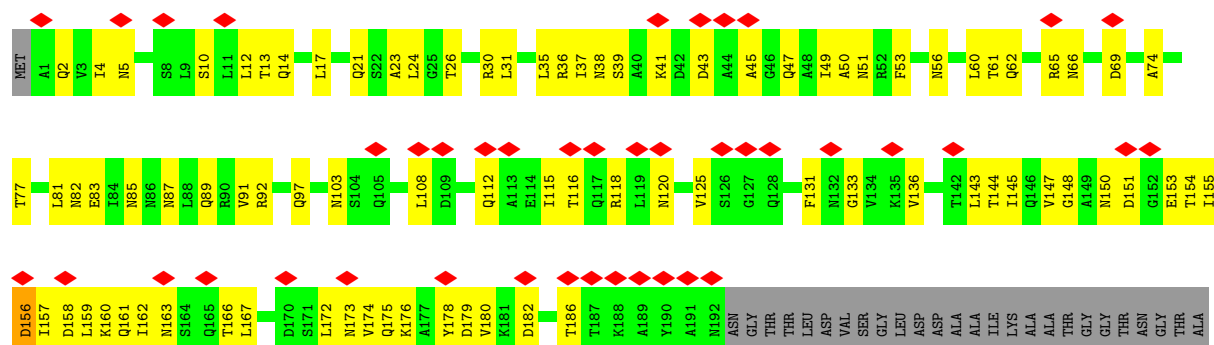 MET A1 Q2 V3 I4 N5 S8 L9 S10 L11 L12 T13 Q14 L17 Q21 S22 A23 L24 G25 T26 R30 L31 L35 R36 I37 N38 S39 A40 K41 D42 D43 A44 A45 G46 Q47 A48 I49 A50 N51 R52 F53 N56 L60 T61 Q62 R65 N66 D69 A74
T77 L81 N82 E83 I84 N85 N86 N87 L88 Q89 R90 V91 R92 Q97 N103 S104 Q105 L108 D109 Q112 A113 E114 I115 T116 Q117 R118 L119 N120 V125 S126 G127 Q128 F131 N132 G133 V134 K135 V136 T142 L143 T144 I145 Q146 V147 G148 A149 N150 D151 G152 E153 T154 I155
D156 I157 D158 L159 K160 Q161 I162 N163 S164 Q165 T166 L167 D170 S171 L172 N173 V174 Q175 K176 A177 Y178 D179 V180 K181 D182 T186 T187 K188 A189 Y190 A191 N192 ASN GLY THR THR LEU ASP VAL SER GLY LEU ASP ASP ALA ALA ILE LYS ALA ALA THR GLY GLY THR ASN GLY THR ALA